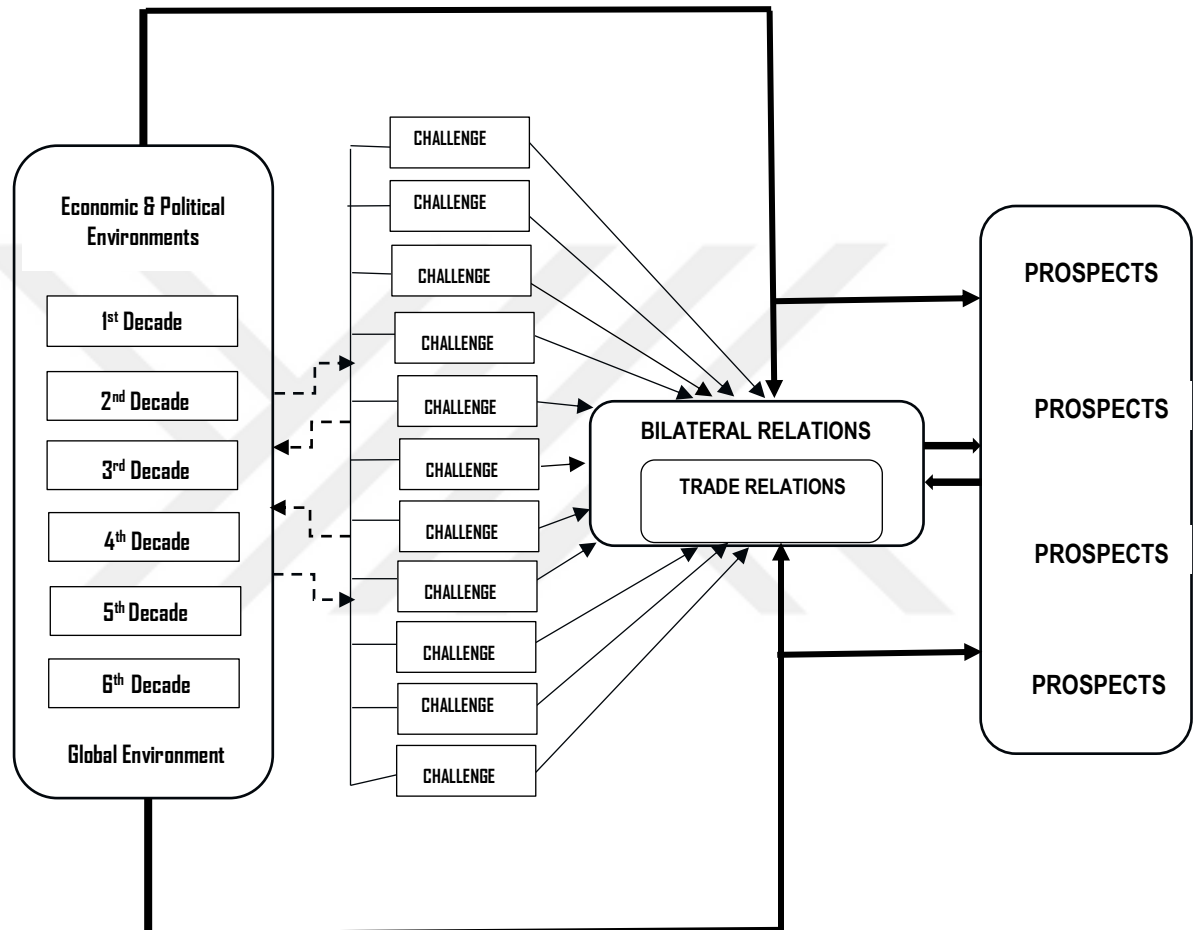 Economic & Political
Environments
1st Decade
2nd Decade
3rd Decade
4th Decade
5th Decade
6th Decade
Global Environment
CHALLENGE
CHALLENGE
CHALLENGE
CHALLENGE
CHALLENGE
CHALLENGE
CHALLENGE
CHALLENGE
CHALLENGE
CHALLENGE
CHALLENGE
BILATERAL RELATIONS
TRADE RELATIONS
PROSPECTS
PROSPECTS
PROSPECTS
PROSPECTS